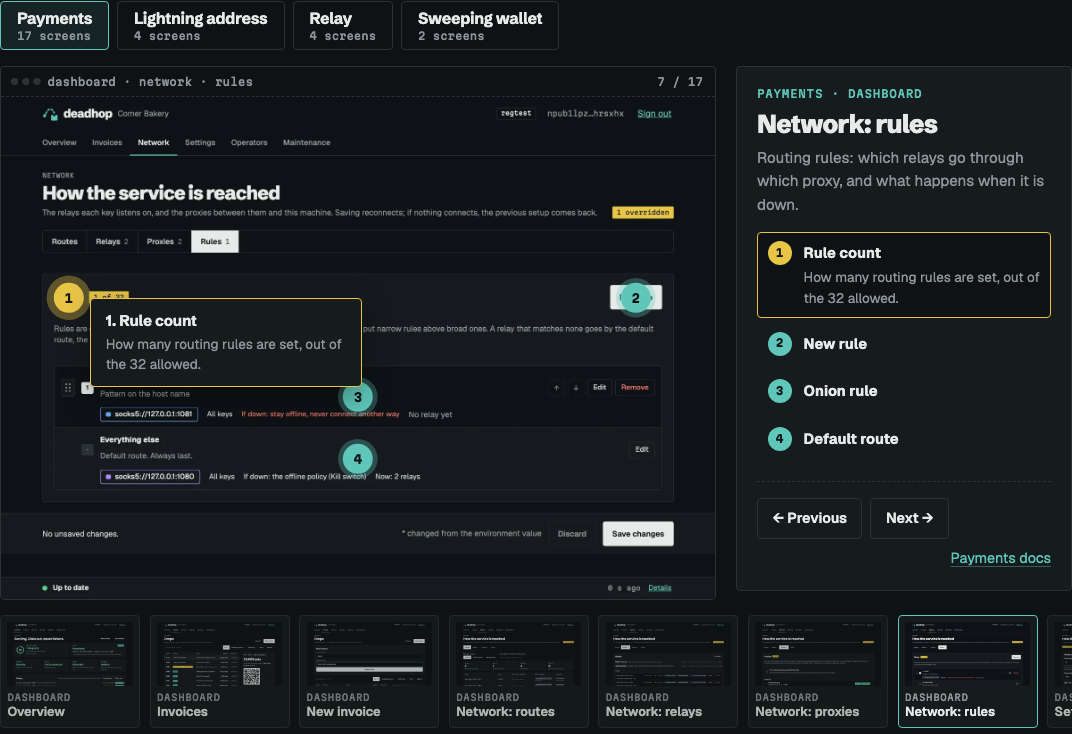 Payments
17 screens
Lightning address
4 screens
Relay
4 screens
Sweeping wallet
2 screens
dashboard · network · rules
7 / 17
deadhop Corner Bakery
regtest npub1lpz…hrsxhx Sign out
Overview Invoices Network Settings Operators Maintenance
NETWORK
How the service is reached
The relays each key listens on, and the proxies between them and this machine. Saving reconnects; if nothing connects, the previous setup comes back.
1 overridden
Routes Relays 2 Proxies 2 Rules 1
1
2
Rules are
put narrow rules above broad ones. A relay that matches none goes by the default
route, the
1. Rule count
How many routing rules are set, out of
the 32 allowed.
1
↑ ↓ Edit Remove
Pattern on the host name
3
socks5://127.0.0.1:1081 All keys If down: stay offline, never connect another way No relay yet
Everything else
Edit
Default route. Always last.
4
socks5://127.0.0.1:1080 All keys If down: the offline policy (Kill switch) Now: 2 relays
No unsaved changes.
* changed from the environment value Discard Save changes
Up to date
0 s ago Details
PAYMENTS · DASHBOARD
Network: rules
Routing rules: which relays go through
which proxy, and what happens when it is
down.
1 Rule count
How many routing rules are set, out of
the 32 allowed.
2 New rule
3 Onion rule
4 Default route
← Previous
Next →
Payments docs
DASHBOARD
Overview
DASHBOARD
Invoices
DASHBOARD
New invoice
DASHBOARD
Network: routes
DASHBOARD
Network: relays
DASHBOARD
Network: proxies
DASHBOARD
Network: rules